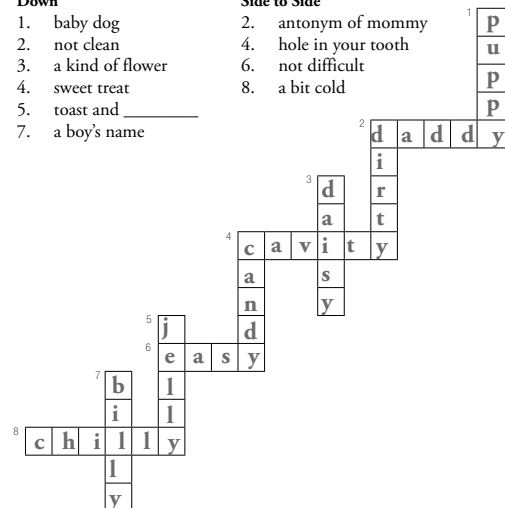 Down
1. baby dog
2. not clean
3. a kind of flower
4. sweet treat
5. toast and ________
7. a boy's name
Side to Side
2. antonym of mommy
4. hole in your tooth
6. not difficult
8. a bit cold
1 p
u
p
p
2 d a d d y
i
3 d r
a t
4 c a v i t y
a s
n y
5 j d
6 e a s y
7 b l
i l
8 c h i l l y
l
y